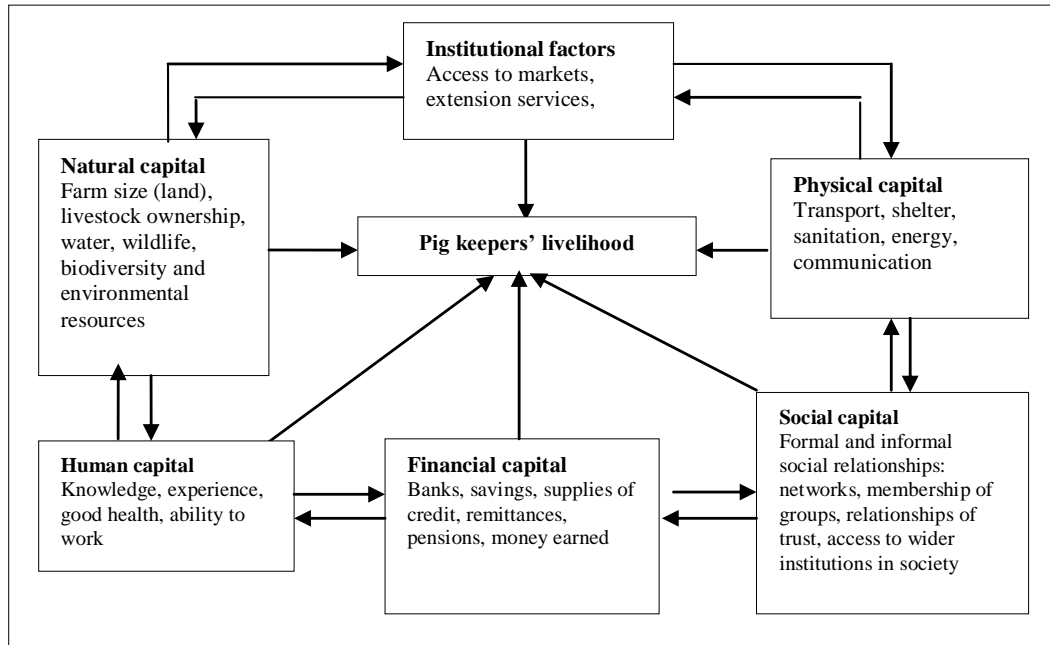 Institutional factors
Access to markets,
extension services,
Natural capital
Farm size (land),
livestock ownership,
water, wildlife,
biodiversity and
environmental
resources
Physical capital
Transport, shelter,
sanitation, energy,
communication
Pig keepers’ livelihood
Human capital
Knowledge, experience,
good health, ability to
work
Financial capital
Banks, savings, supplies of
credit, remittances,
pensions, money earned
Social capital
Formal and informal
social relationships:
networks, membership of
groups, relationships of
trust, access to wider
institutions in society